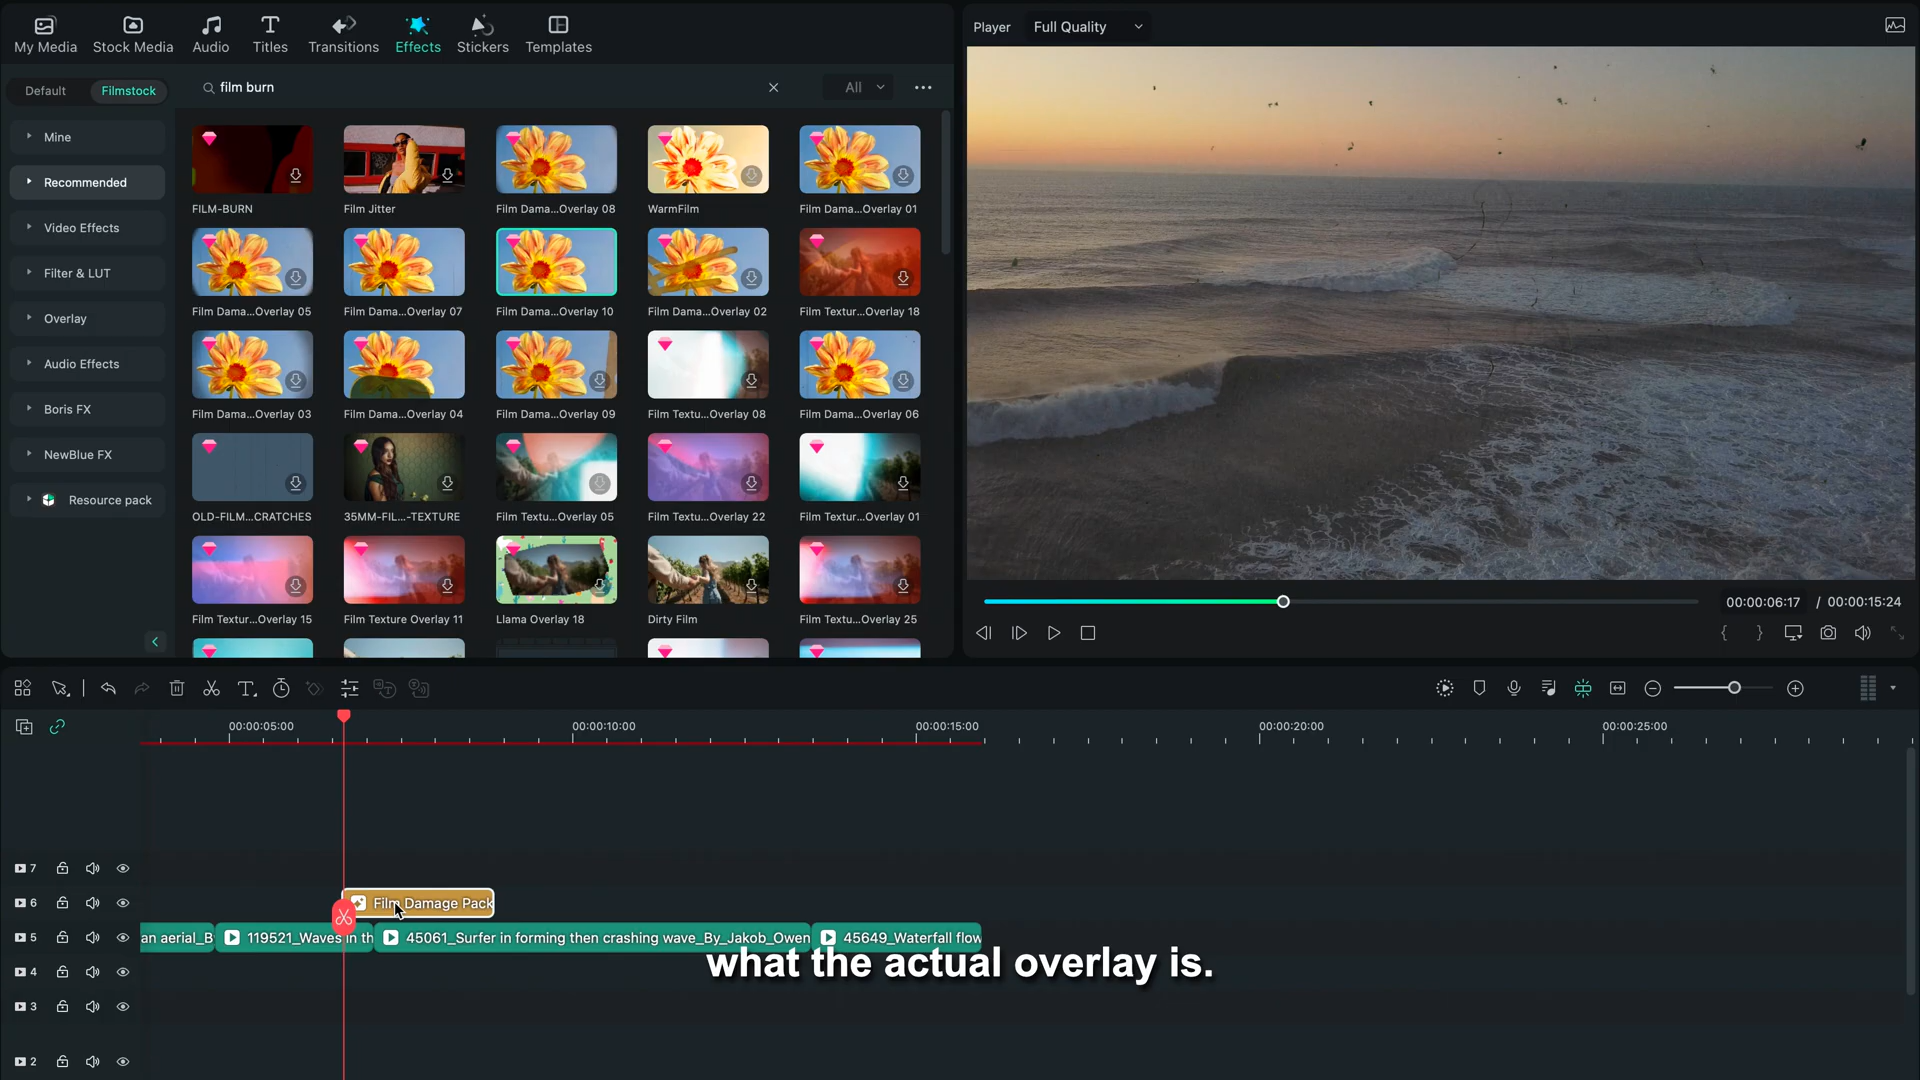 My Media
Stock Media
Audio
Titles
Transitions
Effects
Stickers
Templates
Player
Full Quality
Default
Filmstock
film burn
All
Mine
Recommended
Video Effects
Filter & LUT
Overlay
Audio Effects
Boris FX
NewBlue FX
Resource pack
FILM-BURN
Film Jitter
Film Dama...Overlay 08
WarmFilm
Film Dama...Overlay 01
Film Dama...Overlay 05
Film Dama...Overlay 07
Film Dama...Overlay 10
Film Dama...Overlay 02
Film Textur...Overlay 18
Film Dama...Overlay 03
Film Dama...Overlay 04
Film Dama...Overlay 09
Film Textu...Overlay 08
Film Dama...Overlay 06
OLD-FILM...CRATCHES
35MM-FIL...-TEXTURE
Film Textu...Overlay 05
Film Textu...Overlay 22
Film Textur...Overlay 01
Film Textur...Overlay 15
Film Texture Overlay 11
Llama Overlay 18
Dirty Film
Film Textu...Overlay 25
00:00:06:17 / 00:00:15:24
00:00:05:00
00:00:10:00
00:00:15:00
00:00:20:00
00:00:25:00
7
6
Film Damage Pack
5
an aerial_B
119521_Waves in th
45061_Surfer in forming then crashing wave_By_Jakob_Owen
45649_Waterfall flow
what the actual overlay is.
4
3
2